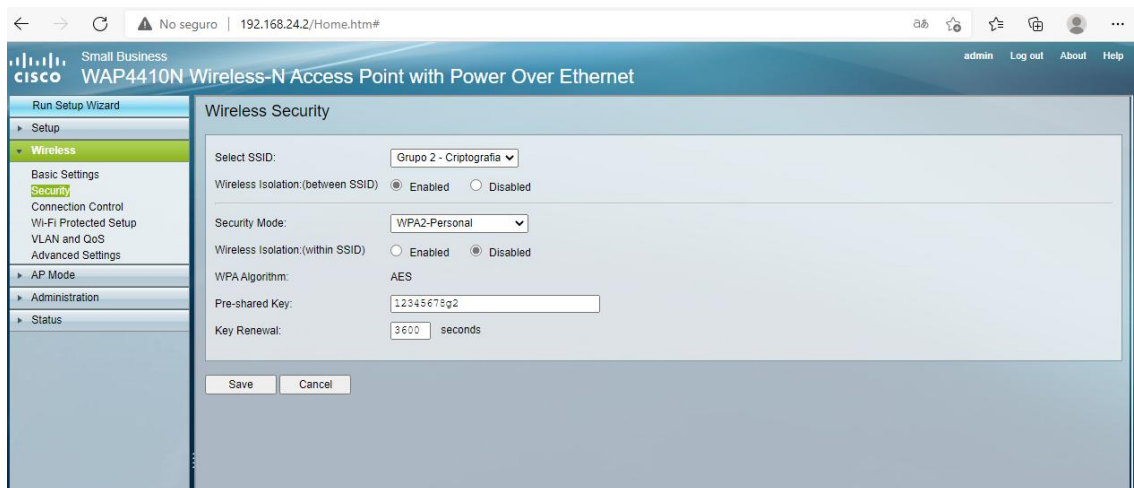 No seguro | 192.168.24.2/Home.htm#
Small Business
CISCO WAP4410N Wireless-N Access Point with Power Over Ethernet
admin Log out About Help
Run Setup Wizard
Setup
Wireless
Basic Settings
Security
Connection Control
Wi-Fi Protected Setup
VLAN and QoS
Advanced Settings
AP Mode
Administration
Status
Wireless Security
Select SSID: Grupo 2 - Criptografia
Wireless Isolation:(between SSID) Enabled Disabled
Security Mode: WPA2-Personal
Wireless Isolation:(within SSID) Enabled Disabled
WPA Algorithm: AES
Pre-shared Key: 12345678g2
Key Renewal: 3600 seconds
Save Cancel